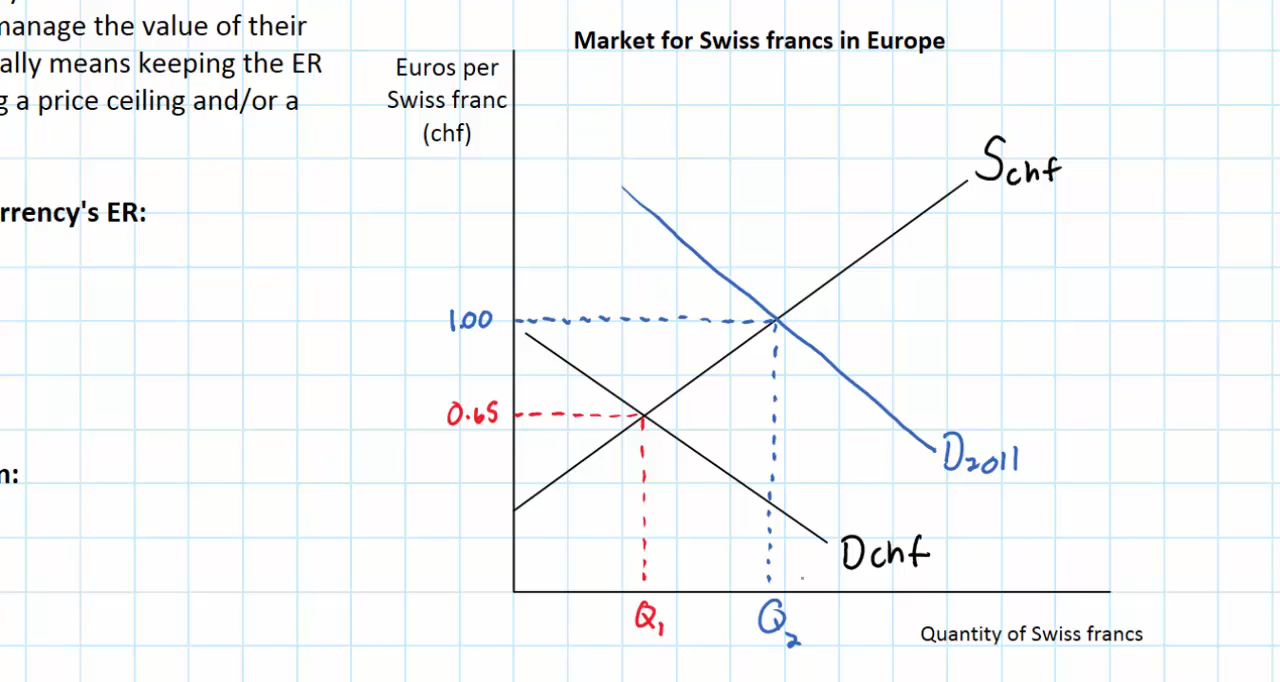 manage the value of their
ally means keeping the ER
g a price ceiling and/or a
rrency's ER:
n:
Market for Swiss francs in Europe
Euros per
Swiss franc
(chf)
Schf
1.00
0.65
D2011
Dchf
Q1
Q2
Quantity of Swiss francs